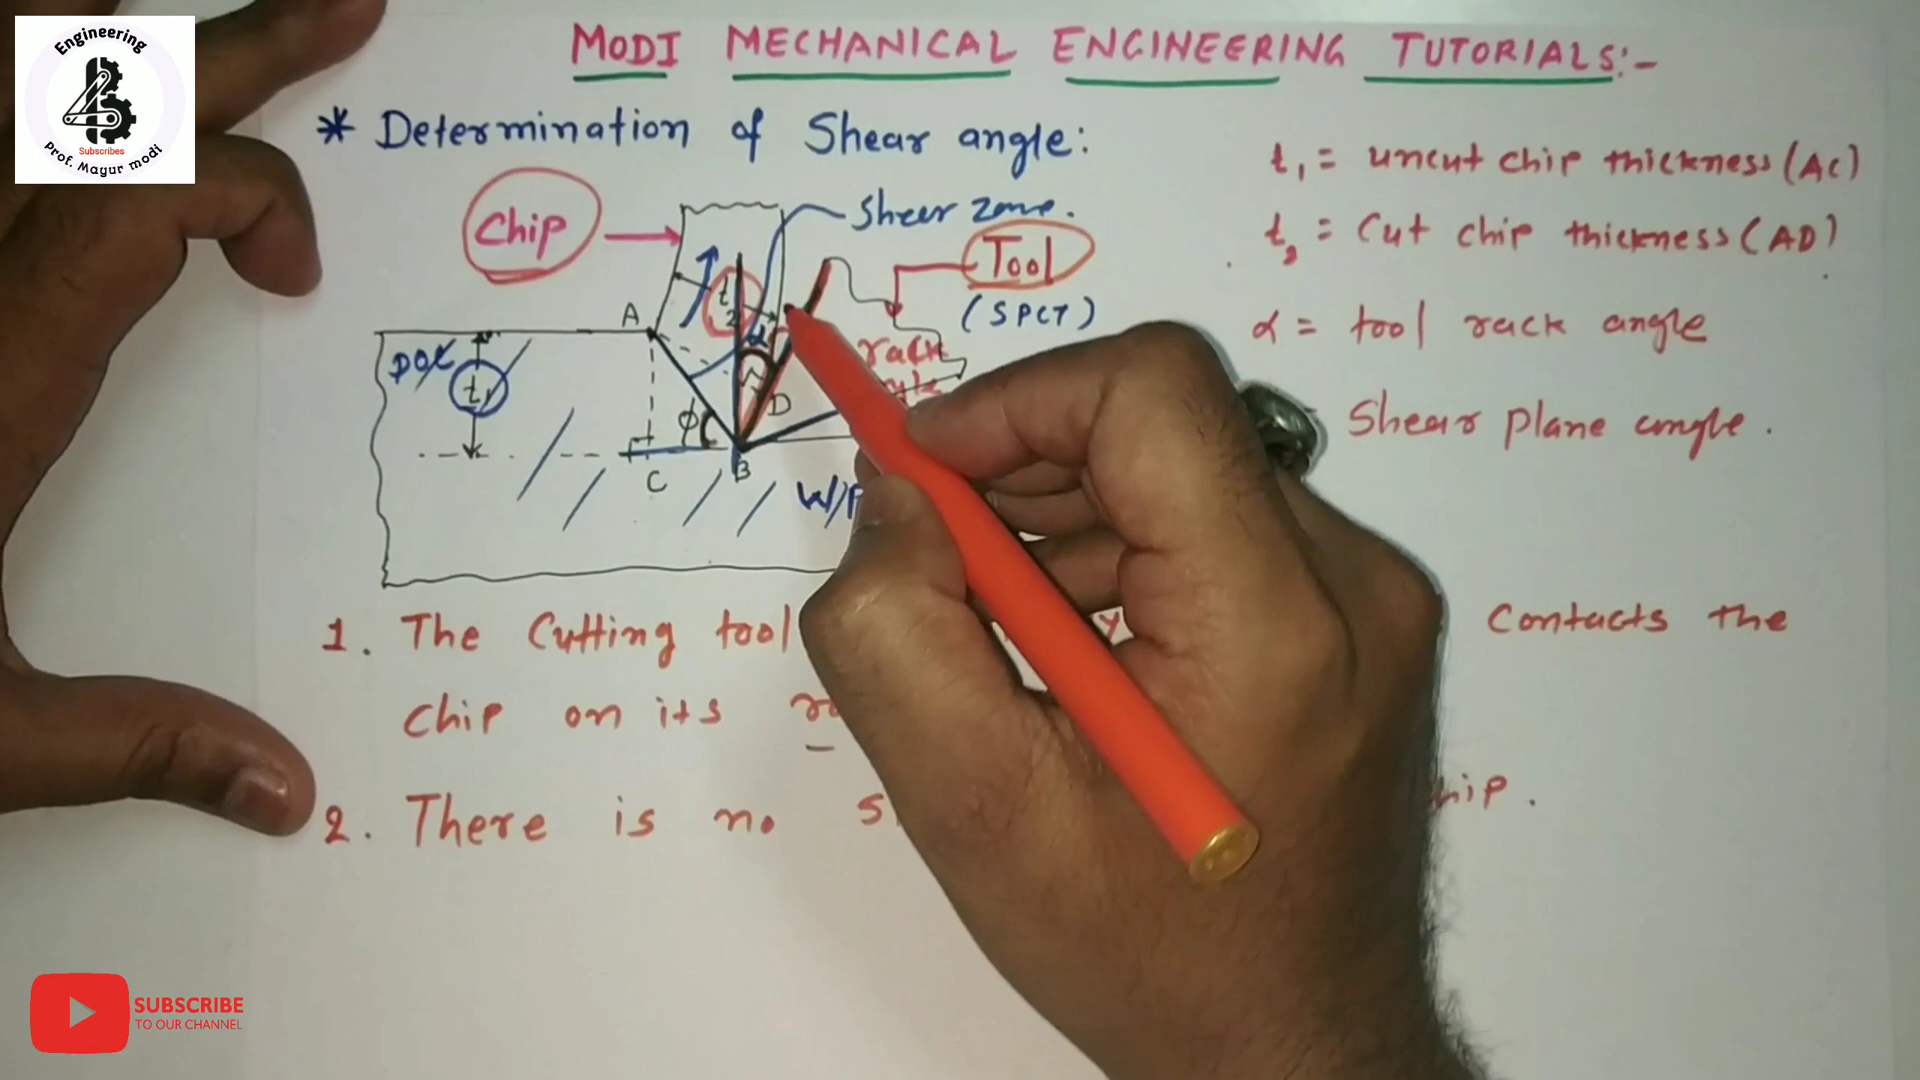 Engineering
Subscribes
Prof. Mayur modi
MODI MECHANICAL ENGINEERING TUTORIALS:-
* Determination of Shear angle:
t1 = uncut chip thickness (AC)
t2 = Cut chip thickness (AD)
α = tool rack angle
Shear plane angle.
Chip
Shear zone.
Tool
(SPCT)
A
t2
α
rack
DOC
t1
D
ϕ
C
B
W/P
1. The Cutting tool Contacts the
chip on its
2. There is no
SUBSCRIBE
TO OUR CHANNEL